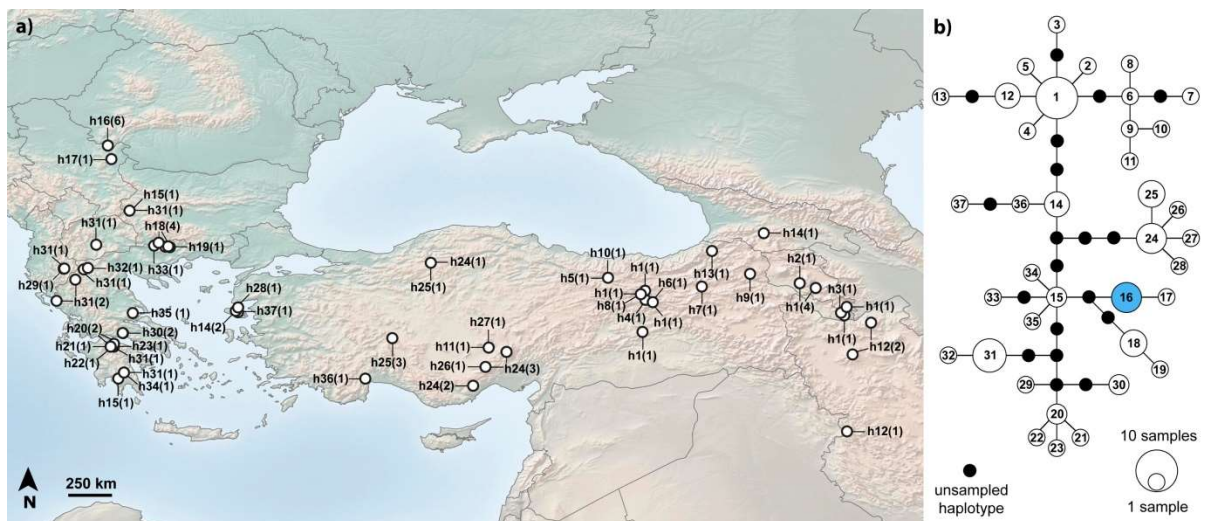 a)
h16(6)
h17(1)
h15(1)
h31(1)
h31(1)
h18(4)
h19(1)
h33(1)
h31(1)
h32(1)
h31(1)
h29(1)
h31(2)
h35 (1)
h28(1)
h37(1)
h14(2)
h20(2)
h30(2)
h21(1)
h23(1)
h22(1)
h31(1)
h31(1)
h34(1)
h15(1)
h24(1)
h25(1)
h27(1)
h11(1)
h25(3)
h26(1)
h24(3)
h36(1)
h24(2)
h10(1)
h5(1)
h1(1)
h1(1)
h6(1)
h8(1)
h4(1)
h1(1)
h1(1)
h7(1)
h13(1)
h14(1)
h9(1)
h2(1)
h1(4)
h3(1)
h1(1)
h1(1)
h12(2)
h12(1)
N
250 km
b)
3
5
2
8
13
12
1
6
7
4
9
10
11
37
36
14
25
26
24
27
28
34
33
15
16
17
35
18
19
32
31
29
30
20
22
21
23
10 samples
unsampled
haplotype
1 sample